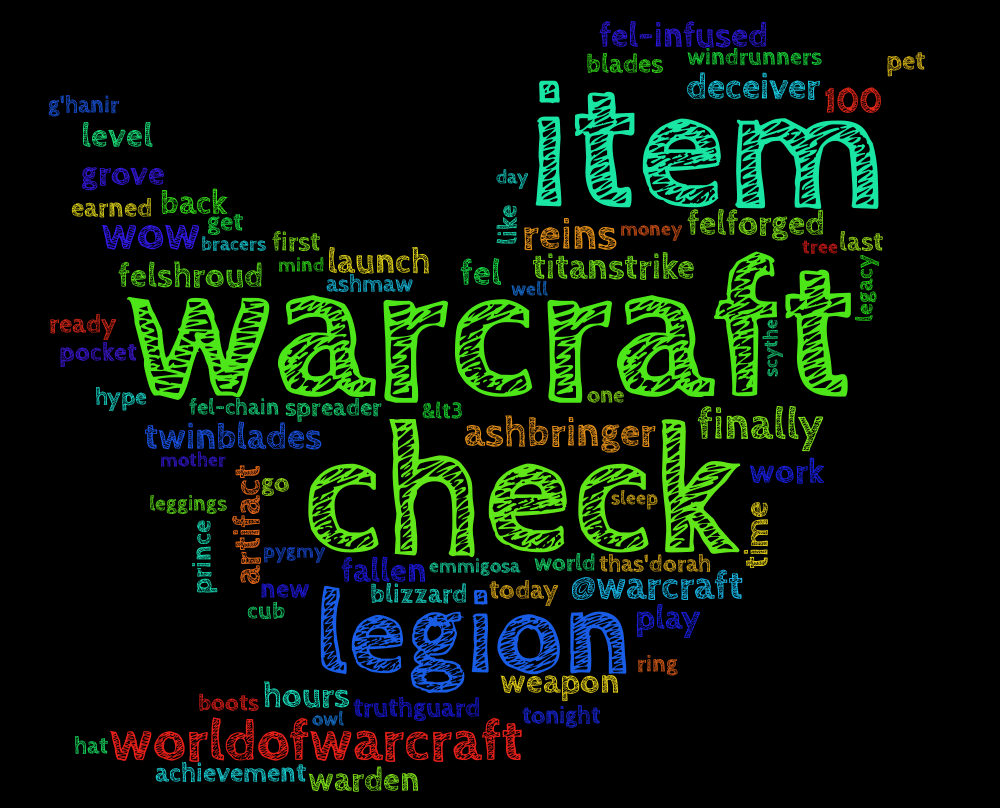 fel-infused
blades
windrunners
pet
g'hanir
deceiver
100
level
item
grove
day
earned
back
get
like
wow
bracers
first
reins
money
felforged
tree
last
felshroud
mind
launch
fel
titanstrike
legacy
ashmaw
well
ready
warcraft
pocket
scythe
hype
fel-chain
spreader
&lt3
one
twinblades
ashbringer
finally
mother
check
work
artifact
go
sleep
leggings
time
prince
pygmy
fallen
emmigosa
world
thas'dorah
new
blizzard
today
@warcraft
cub
legion
play
ring
weapon
boots
hours
owl
truthguard
tonight
hat
worldofwarcraft
achievement
warden